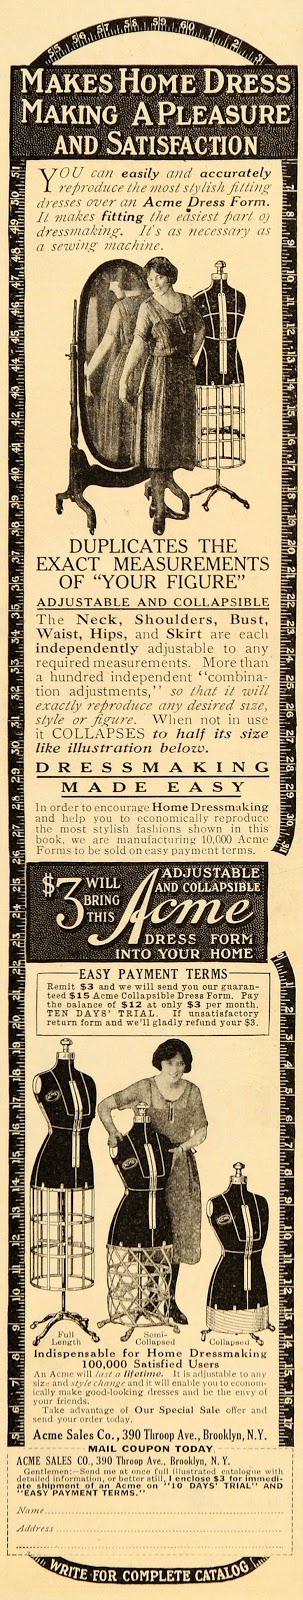 MAKES HOME DRESS
MAKING A PLEASURE
AND SATISFACTION
YOU can easily and accurately
reproduce the most stylish fitting
dresses over an Acme Dress Form.
It makes fitting the easiest part of
dressmaking. It's as necessary as
a sewing machine.
DUPLICATES THE
EXACT MEASUREMENTS
OF "YOUR FIGURE"
ADJUSTABLE AND COLLAPSIBLE
The Neck, Shoulders, Bust,
Waist, Hips, and Skirt are each
independently adjustable to any
required measurements. More than
a hundred independent "combina-
tion adjustments," so that it will
exactly reproduce any desired size,
style or figure. When not in use
it COLLAPSES to half its size
like illustration below.
DRESSMAKING
MADE EASY
In order to encourage Home Dressmaking
and help you to economically reproduce
the most stylish fashions shown in this
book, we are manufacturing 10,000 Acme
Forms to be sold on easy payment terms.
$3 WILL BRING THIS
ADJUSTABLE
AND COLLAPSIBLE
Acme
DRESS FORM
INTO YOUR HOME
EASY PAYMENT TERMS
Remit $3 and we will send you our guaran-
teed $15 Acme Collapsible Dress Form. Pay
the balance of $12 at only $3 per month.
TEN DAYS' TRIAL. If unsatisfactory
return form and we'll gladly refund your $3.
Full Length
Semi-Collapsed
Collapsed
Indispensable for Home Dressmaking
100,000 Satisfied Users
An Acme will last a lifetime. It is adjustable to any
size and style change and it will enable you to econom-
ically make good-looking dresses and be the envy of
your friends.
Take advantage of Our Special Sale offer and
send your order today.
Acme Sales Co., 390 Throop Ave., Brooklyn, N.Y.
MAIL COUPON TODAY
ACME SALES CO., 390 Throop Ave., Brooklyn, N. Y.
Gentlemen:—Send me at once full illustrated catalogue with
detailed information, or better still, I enclose $3 for immedi-
ate shipment of an Acme on "10 DAYS' TRIAL" AND
"EASY PAYMENT TERMS."
Name
Address
WRITE FOR COMPLETE CATALOG